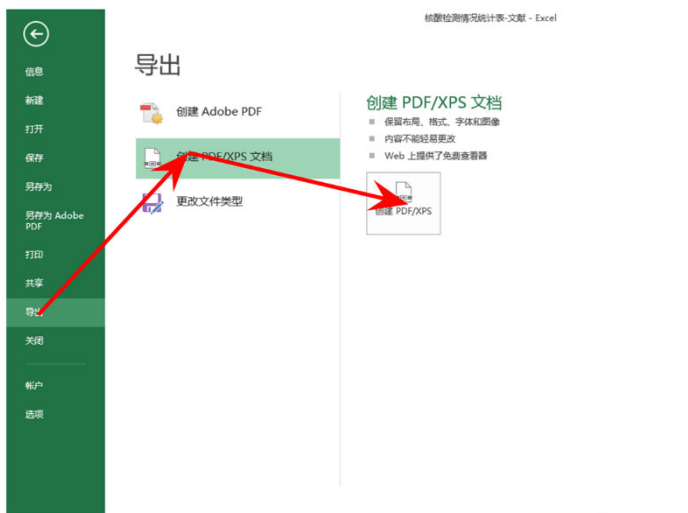 核酸检测情况统计表-文献 - Excel
信息
新建
打开
保存
另存为
另存为 Adobe
PDF
打印
共享
导出
关闭
帐户
选项
导出
创建 Adobe PDF
创建 PDF/XPS 文档
更改文件类型
创建 PDF/XPS 文档
保留布局、格式、字体和图像
内容不能轻易更改
Web 上提供了免费查看器
创建 PDF/XPS